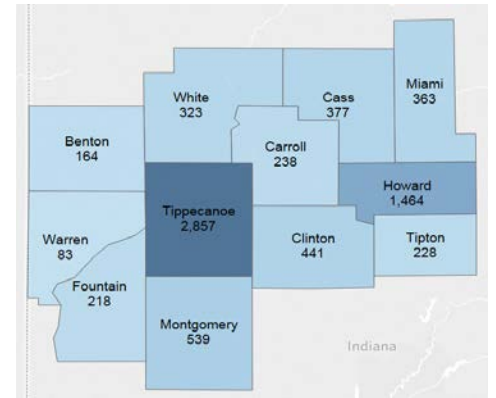 Miami
363
White
323
Cass
377
Benton
164
Carroll
238
Howard
1,464
Tippecanoe
2,857
Warren
83
Clinton
441
Tipton
228
Fountain
218
Montgomery
539
Indiana